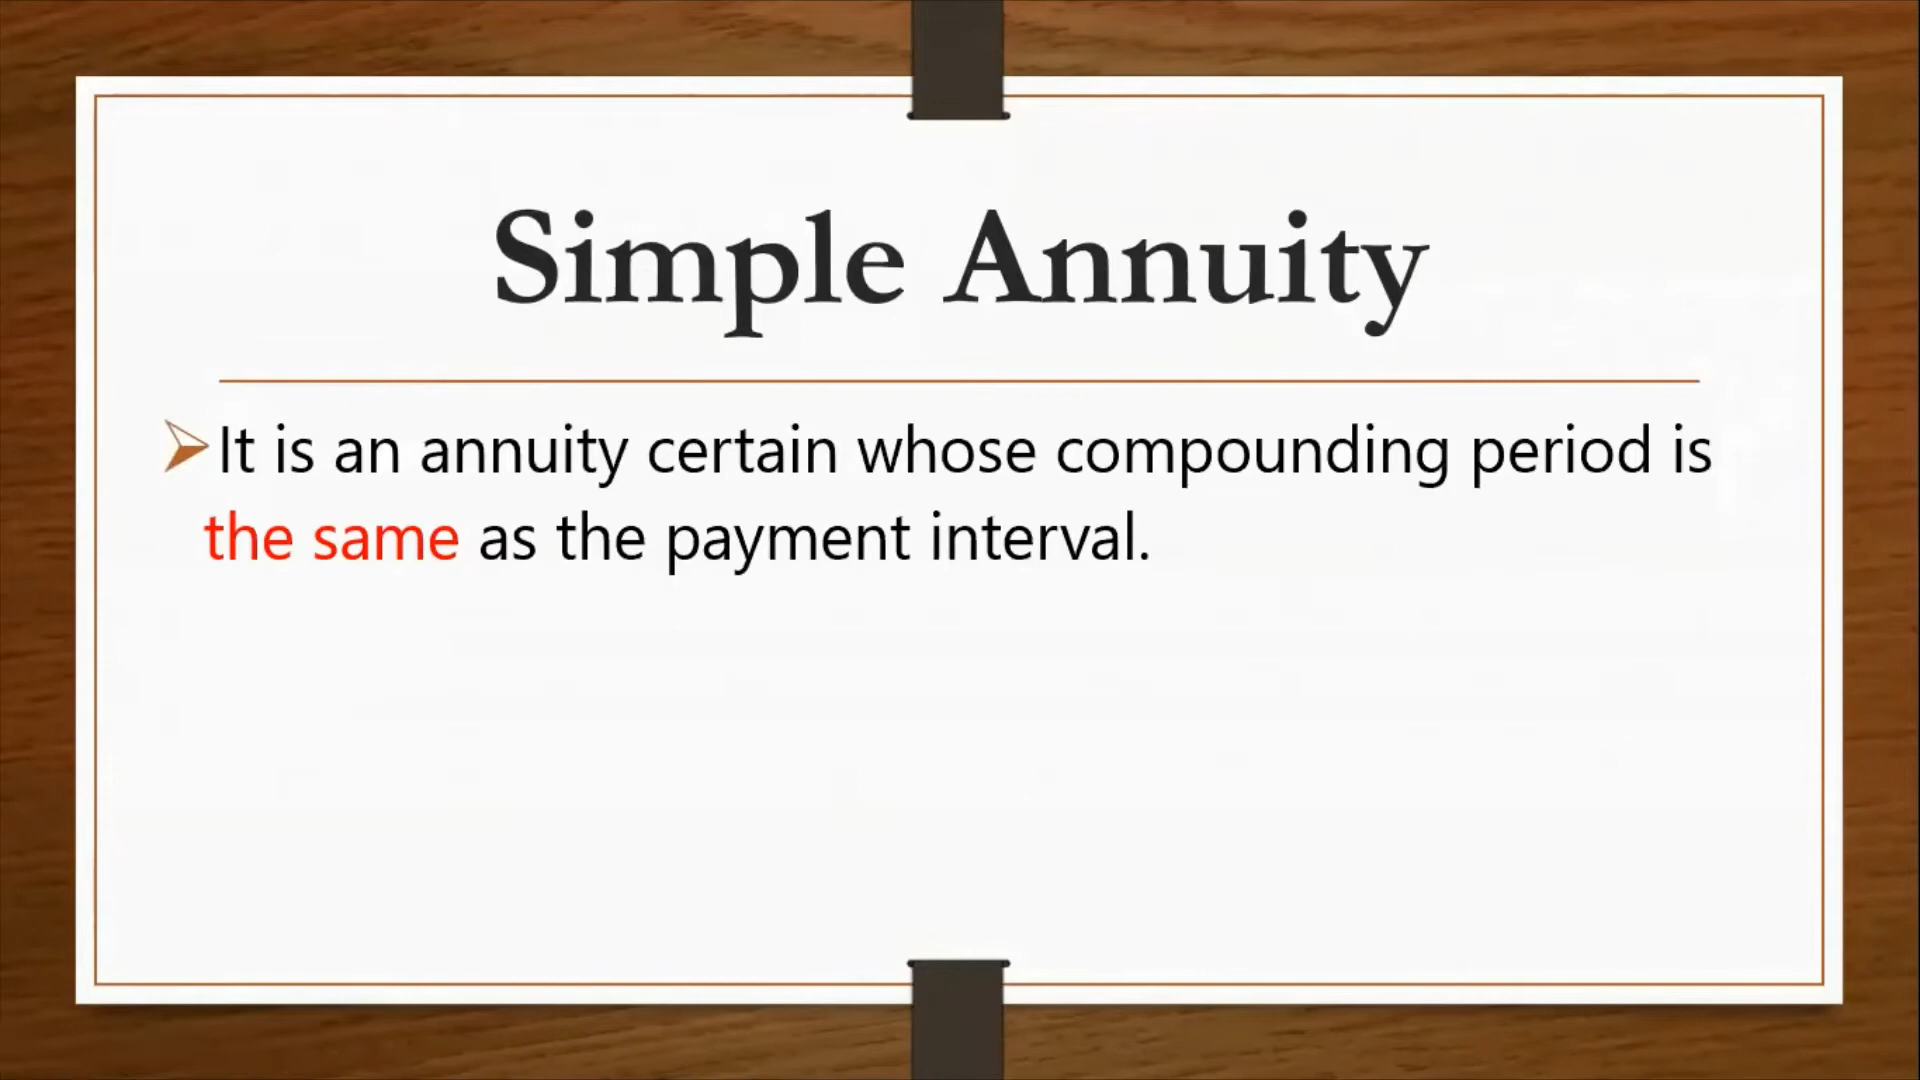 Simple Annuity
It is an annuity certain whose compounding period is
the same as the payment interval.